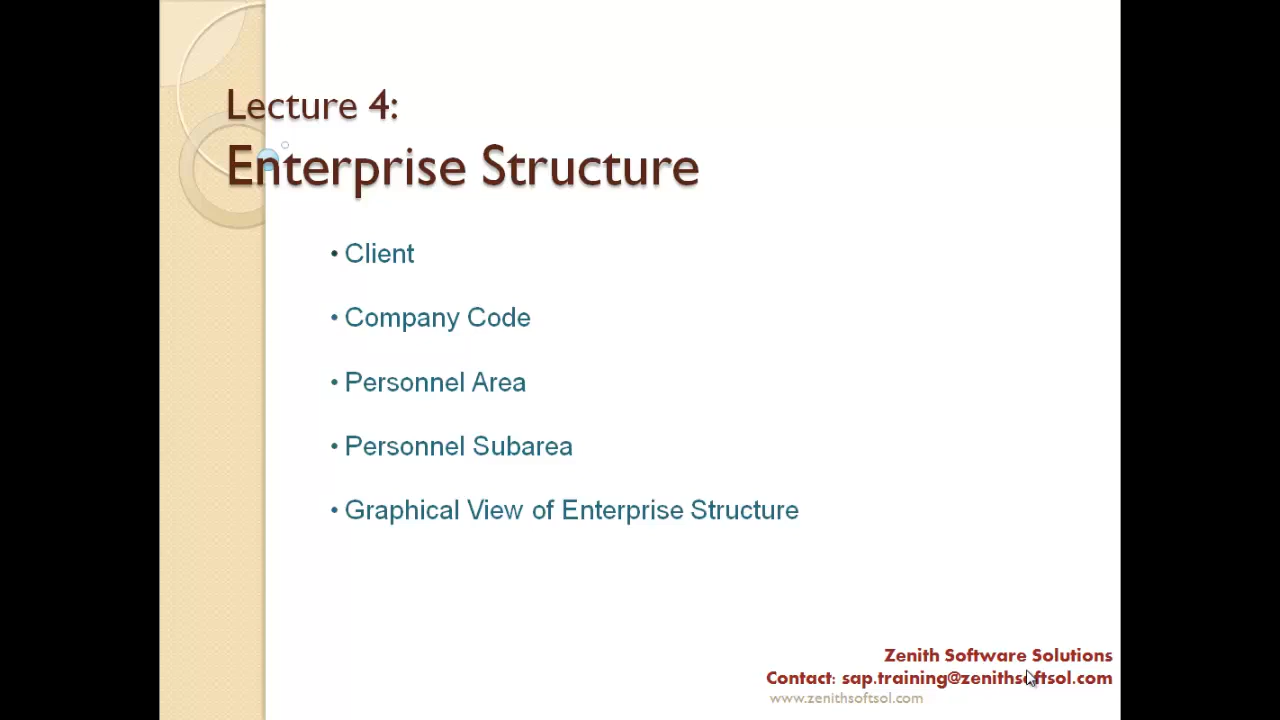 Lecture 4:
Enterprise Structure
• Client
• Company Code
• Personnel Area
• Personnel Subarea
• Graphical View of Enterprise Structure
Zenith Software Solutions
Contact: sap.training@zenithsoftsol.com
www.zenithsoftsol.com